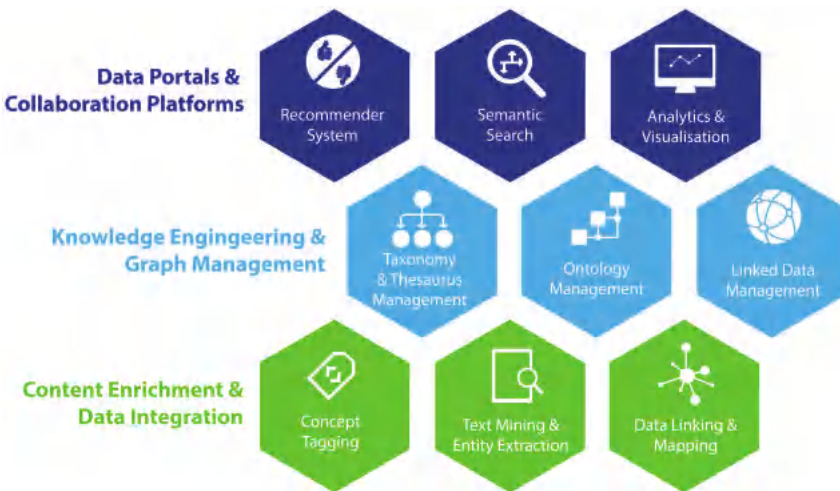 Data Portals &
Collaboration Platforms
Recommender
System
Semantic
Search
Analytics &
Visualisation
Knowledge Engingeering &
Graph Management
Taxonomy
& Thesaurus
Management
Ontology
Management
Linked Data
Management
Content Enrichment &
Data Integration
Concept
Tagging
Text Mining &
Entity Extraction
Data Linking &
Mapping